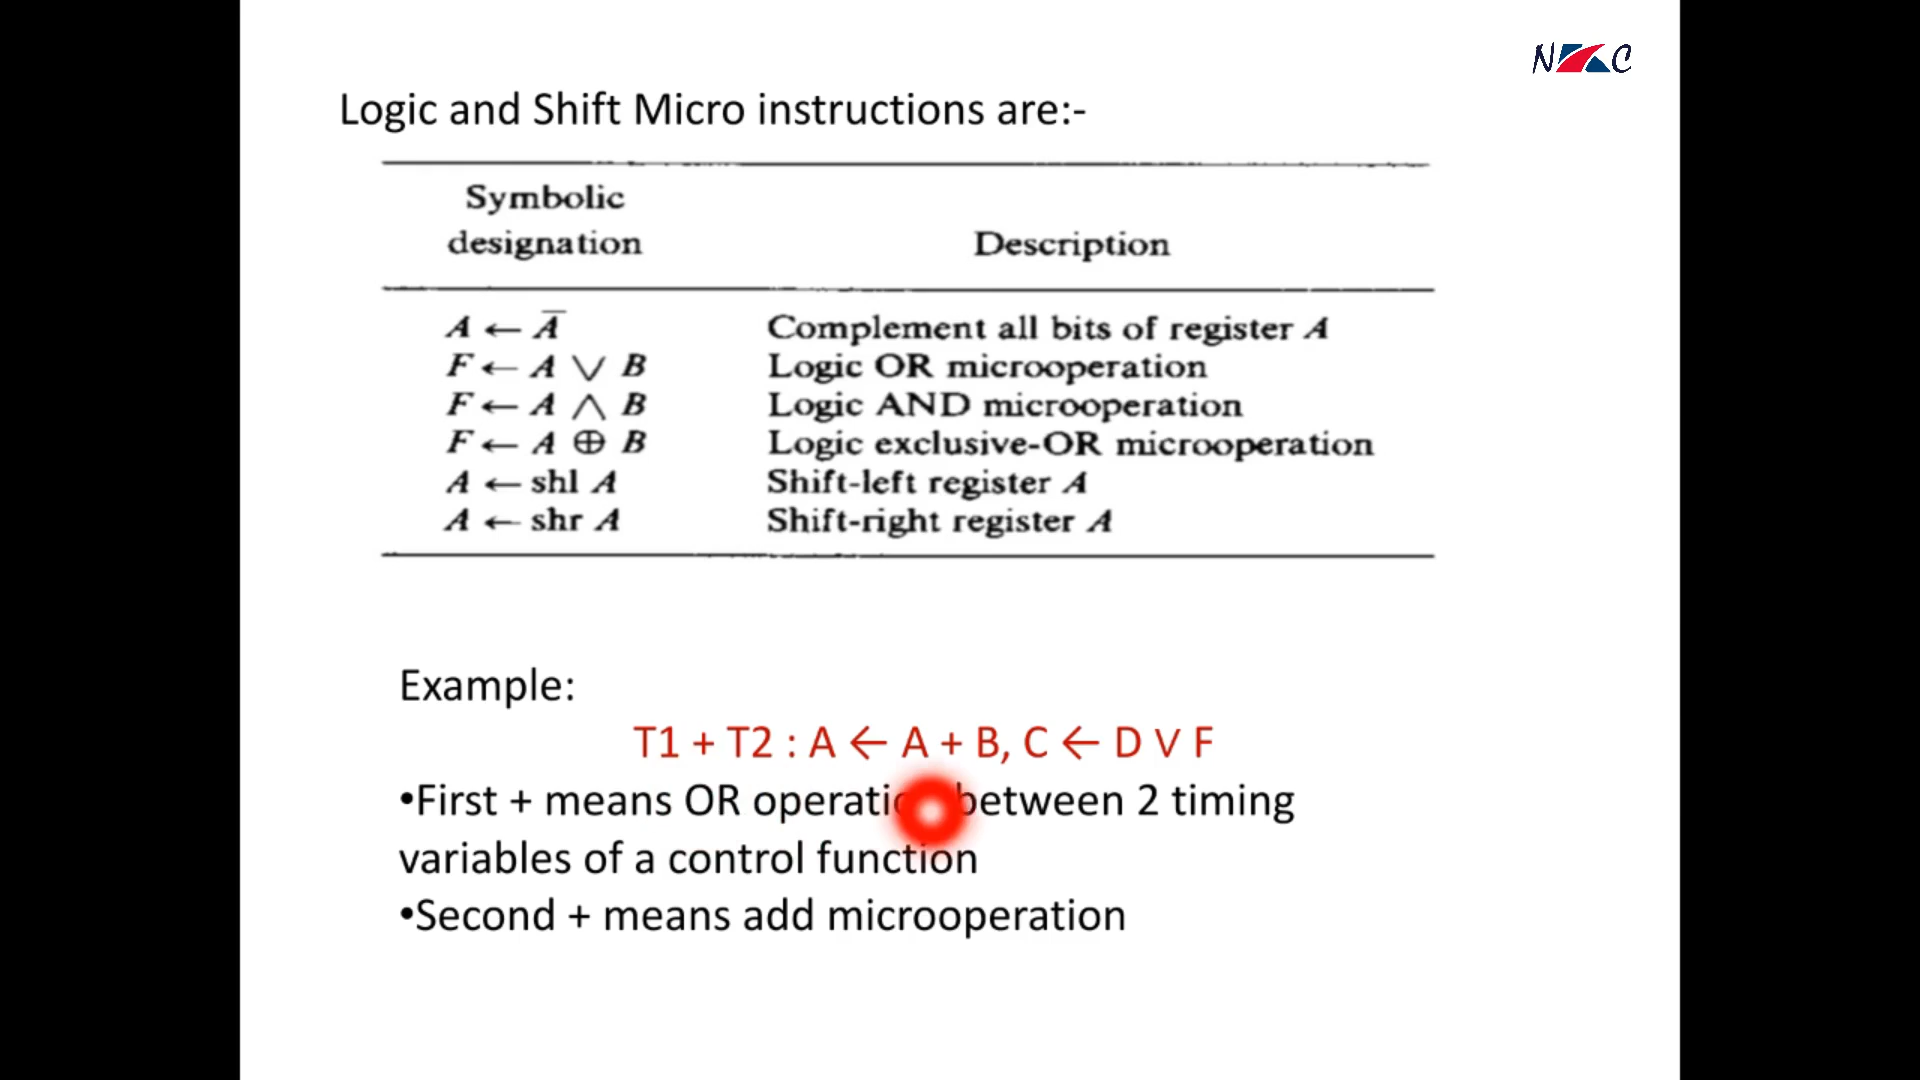 N C
Logic and Shift Micro instructions are:-
Symbolic
designation Description
A ← A̅ Complement all bits of register A
F ← A ∨ B Logic OR microoperation
F ← A ∧ B Logic AND microoperation
F ← A ⊕ B Logic exclusive-OR microoperation
A ← shl A Shift-left register A
A ← shr A Shift-right register A
Example:
T1 + T2 : A ← A + B, C ← D ∨ F
•First + means OR operation between 2 timing
variables of a control function
•Second + means add microoperation